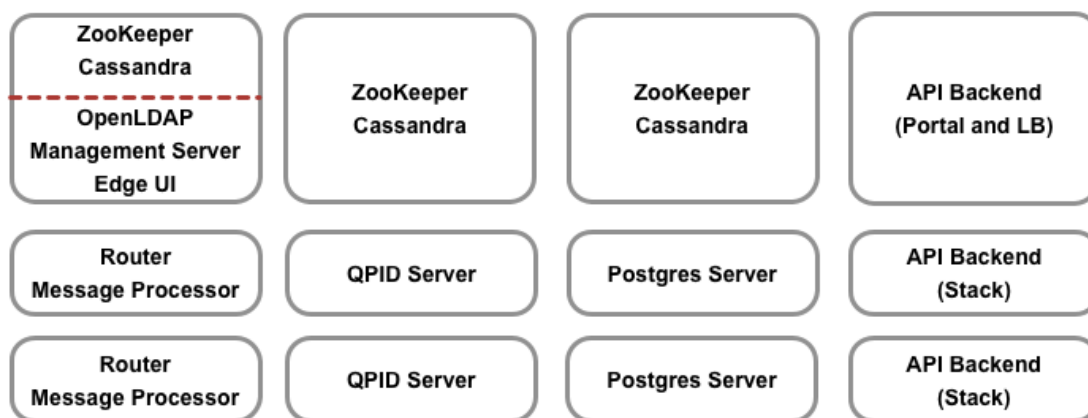 ZooKeeper
Cassandra
OpenLDAP
Management Server
Edge UI
ZooKeeper
Cassandra
ZooKeeper
Cassandra
API Backend
(Portal and LB)
Router
Message Processor
QPID Server
Postgres Server
API Backend
(Stack)
Router
Message Processor
QPID Server
Postgres Server
API Backend
(Stack)